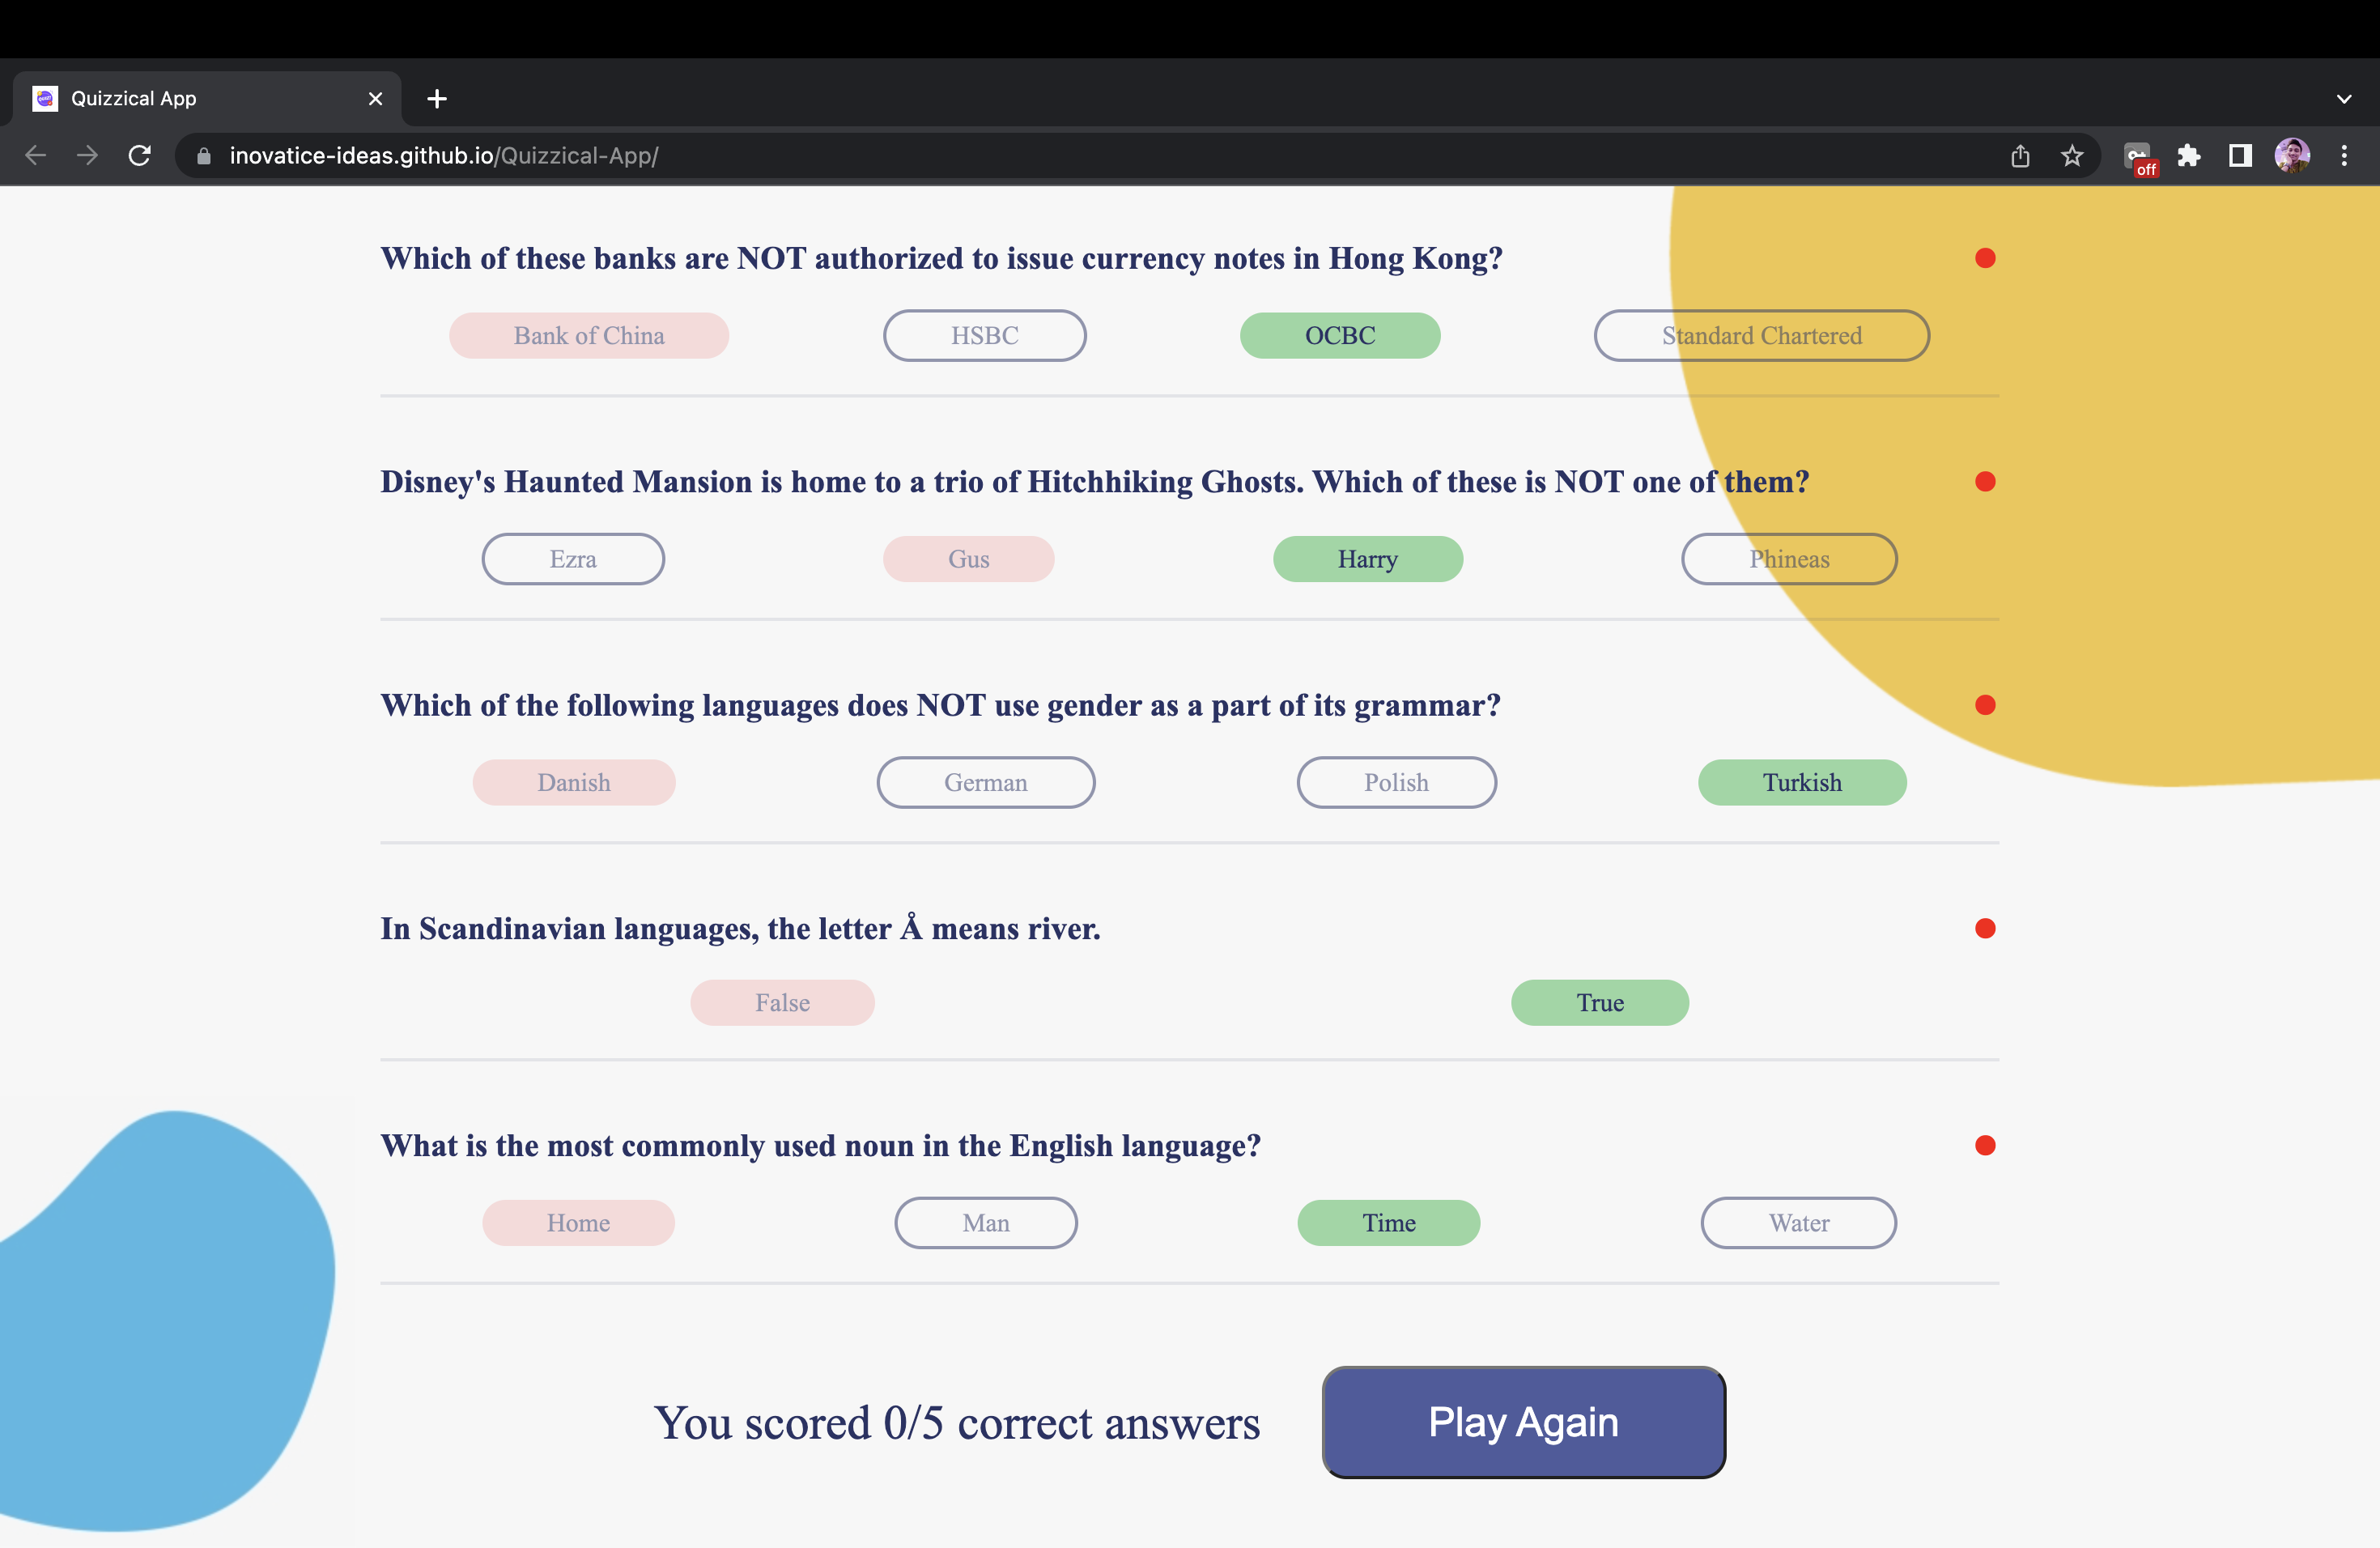 Quizzical App
inovatice-ideas.github.io/Quizzical-App/
off
Which of these banks are NOT authorized to issue currency notes in Hong Kong?
Bank of China HSBC OCBC Standard Chartered
Disney's Haunted Mansion is home to a trio of Hitchhiking Ghosts. Which of these is NOT one of them?
Ezra Gus Harry Phineas
Which of the following languages does NOT use gender as a part of its grammar?
Danish German Polish Turkish
In Scandinavian languages, the letter Å means river.
False True
What is the most commonly used noun in the English language?
Home Man Time Water
You scored 0/5 correct answers Play Again